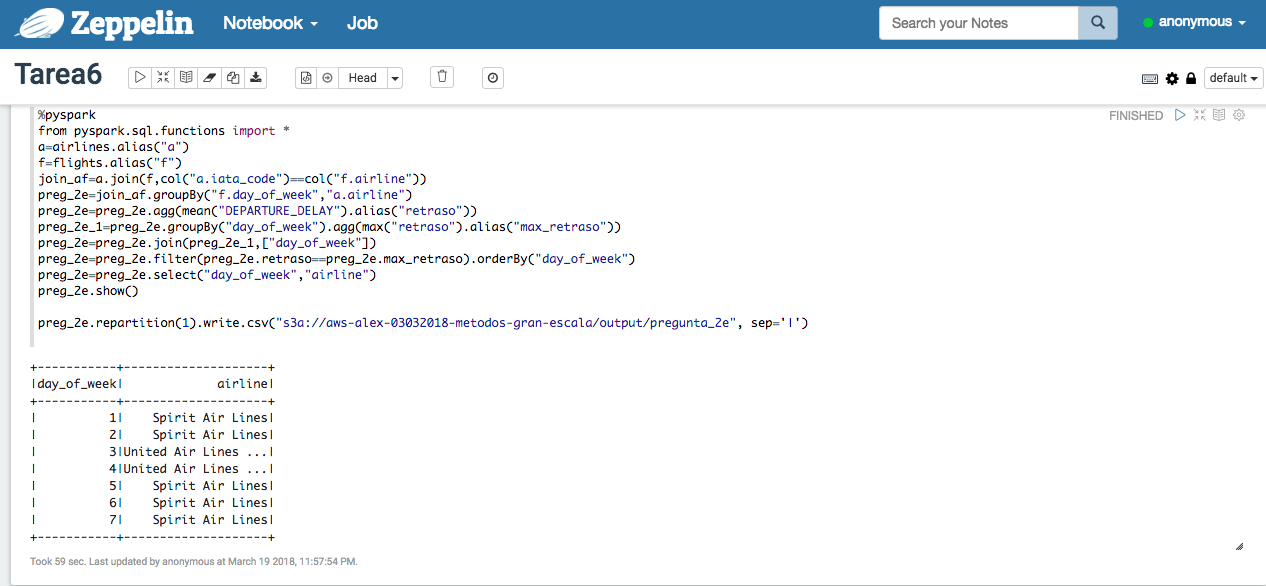 Zeppelin Notebook Job Search your Notes anonymous
Tarea6 Head default
%pyspark FINISHED
from pyspark.sql.functions import *
a=airlines.alias("a")
f=flights.alias("f")
join_af=a.join(f,col("a.iata_code")==col("f.airline"))
preg_2e=join_af.groupBy("f.day_of_week","a.airline")
preg_2e=preg_2e.agg(mean("DEPARTURE_DELAY").alias("retraso"))
preg_2e_1=preg_2e.groupBy("day_of_week").agg(max("retraso").alias("max_retraso"))
preg_2e=preg_2e.join(preg_2e_1,["day_of_week"])
preg_2e=preg_2e.filter(preg_2e.retraso==preg_2e.max_retraso).orderBy("day_of_week")
preg_2e=preg_2e.select("day_of_week","airline")
preg_2e.show()
preg_2e.repartition(1).write.csv("s3a://aws-alex-03032018-metodos-gran-escala/output/pregunta_2e", sep='|')
+-----------+--------------------+
|day_of_week|             airline|
+-----------+--------------------+
|          1|    Spirit Air Lines|
|          2|    Spirit Air Lines|
|          3|United Air Lines ...|
|          4|United Air Lines ...|
|          5|    Spirit Air Lines|
|          6|    Spirit Air Lines|
|          7|    Spirit Air Lines|
+-----------+--------------------+
Took 59 sec. Last updated by anonymous at March 19 2018, 11:57:54 PM.